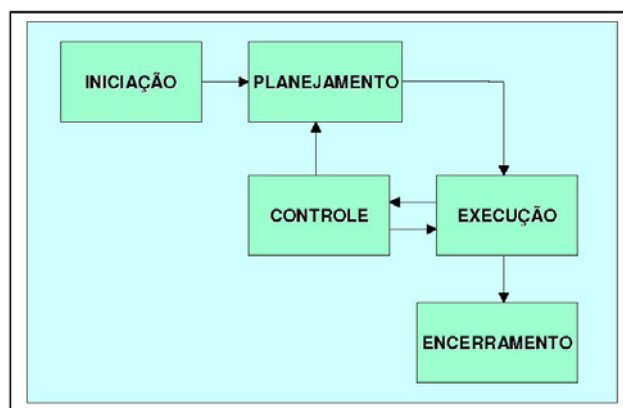 INICIAÇÃO
PLANEJAMENTO
CONTROLE
EXECUÇÃO
ENCERRAMENTO